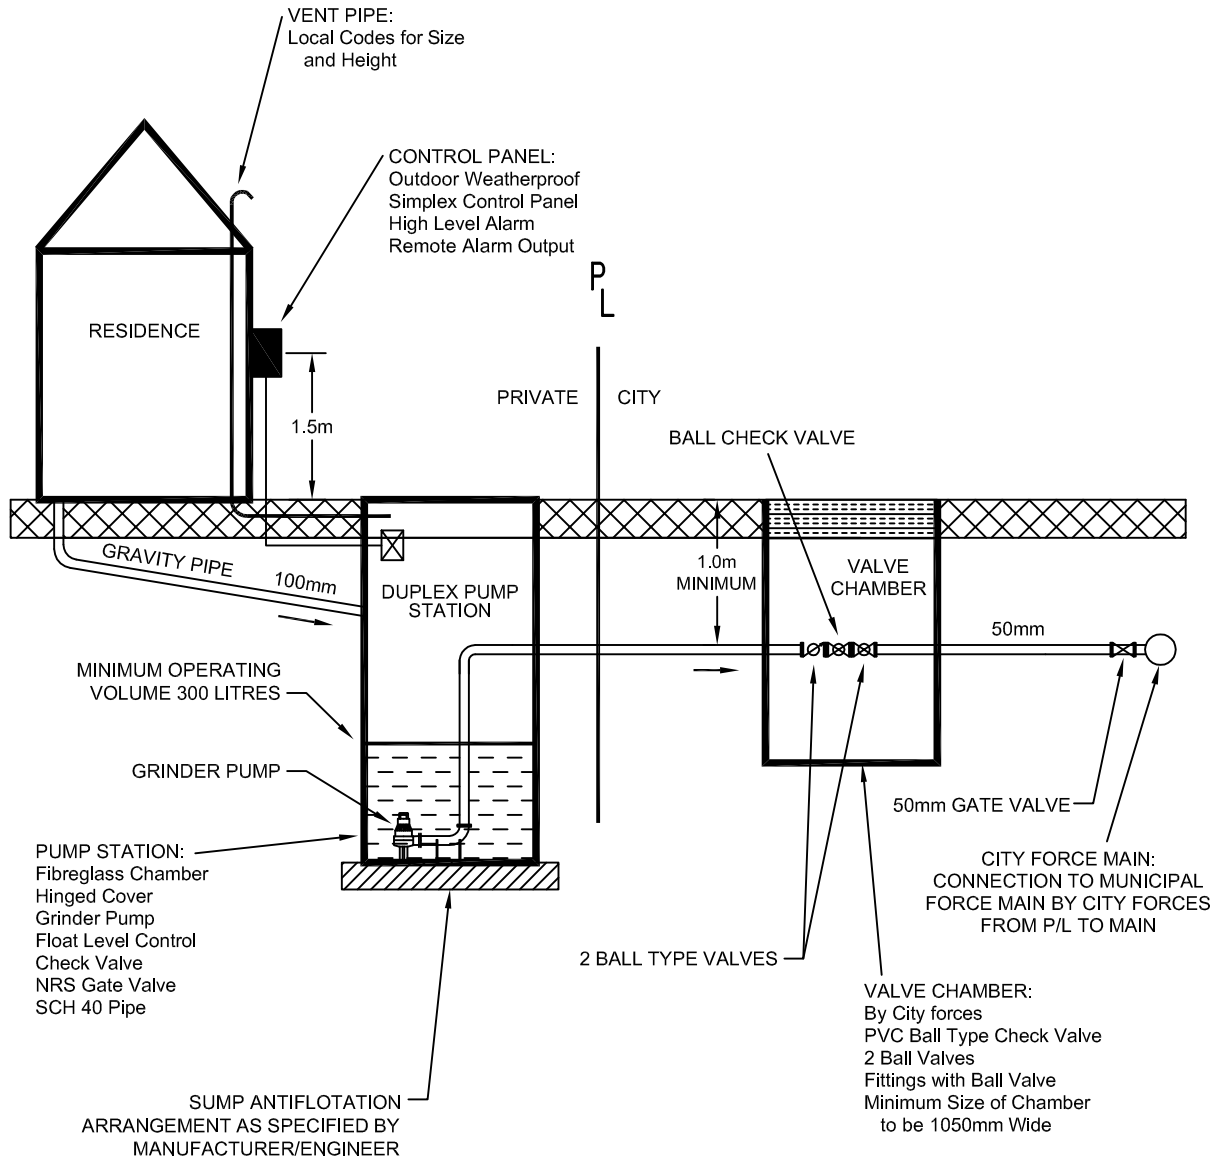 VENT PIPE:
Local Codes for Size
and Height
CONTROL PANEL:
Outdoor Weatherproof
Simplex Control Panel
High Level Alarm
Remote Alarm Output
P
L
RESIDENCE
PRIVATE
CITY
1.5m
BALL CHECK VALVE
GRAVITY PIPE
100mm
DUPLEX PUMP
STATION
1.0m
MINIMUM
VALVE
CHAMBER
50mm
MINIMUM OPERATING
VOLUME 300 LITRES
GRINDER PUMP
50mm GATE VALVE
PUMP STATION:
Fibreglass Chamber
Hinged Cover
Grinder Pump
Float Level Control
Check Valve
NRS Gate Valve
SCH 40 Pipe
CITY FORCE MAIN:
CONNECTION TO MUNICIPAL
FORCE MAIN BY CITY FORCES
FROM P/L TO MAIN
2 BALL TYPE VALVES
VALVE CHAMBER:
By City forces
PVC Ball Type Check Valve
2 Ball Valves
Fittings with Ball Valve
Minimum Size of Chamber
to be 1050mm Wide
SUMP ANTIFLOTATION
ARRANGEMENT AS SPECIFIED BY
MANUFACTURER/ENGINEER